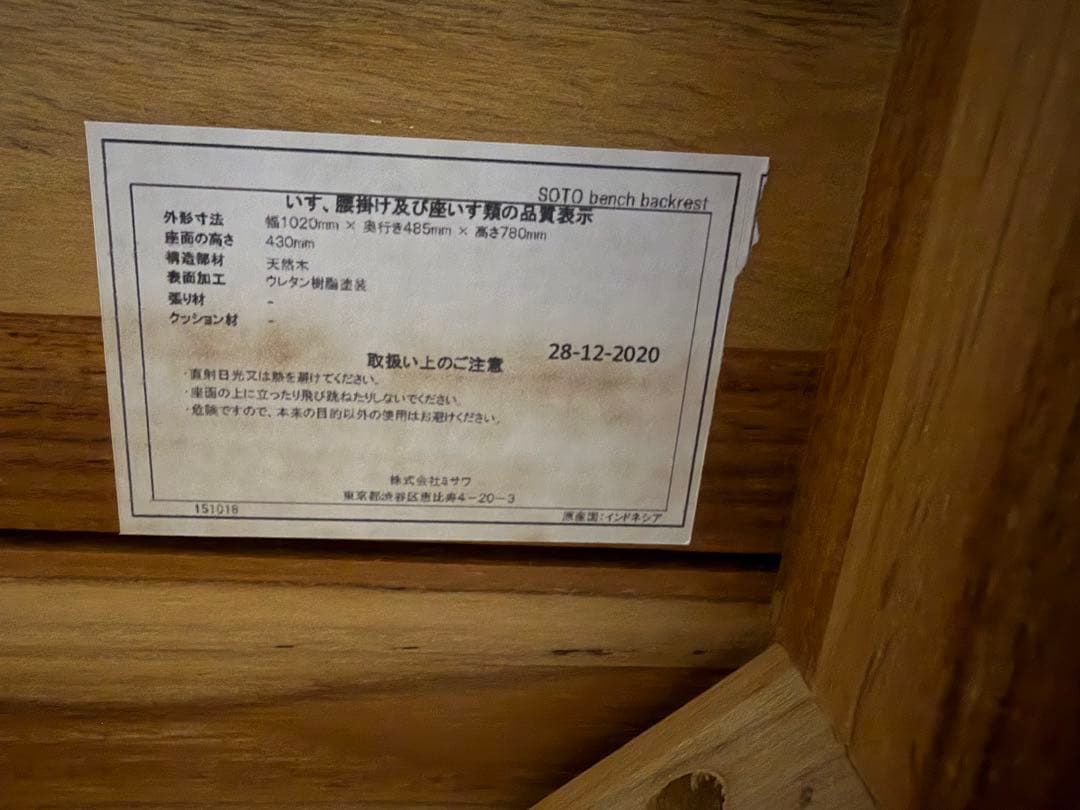 SOTO bench backrest
いす、腰掛け及び座いす類の品質表示
外形寸法 幅1020mm × 奥行き485mm × 高さ780mm
座面の高さ 430mm
構造部材 天然木
表面加工 ウレタン樹脂塗装
張り材 -
クッション材 -
28-12-2020
取扱い上のご注意
・直射日光又は熱を避けてください。
・座面の上に立ったり飛び跳ねたりしないでください。
・危険ですので、本来の目的以外の使用はお避けください。
株式会社ミサワ
東京都渋谷区恵比寿4-20-3
151018 原産国：インドネシア